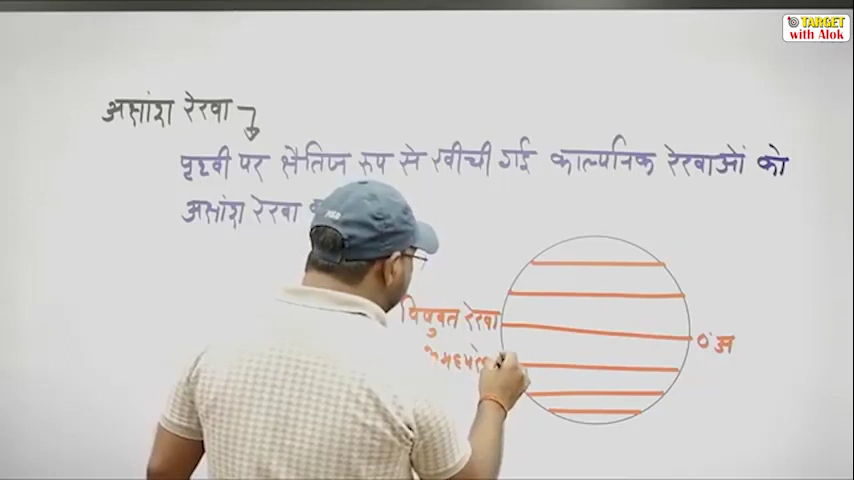 TARGET
with Alok
अक्षांश रेखा
पृथ्वी पर क्षैतिज रुप से खींची गई काल्पनिक रेखाओं को
अक्षांश रेखा
विषुवत रेखा
0° अ